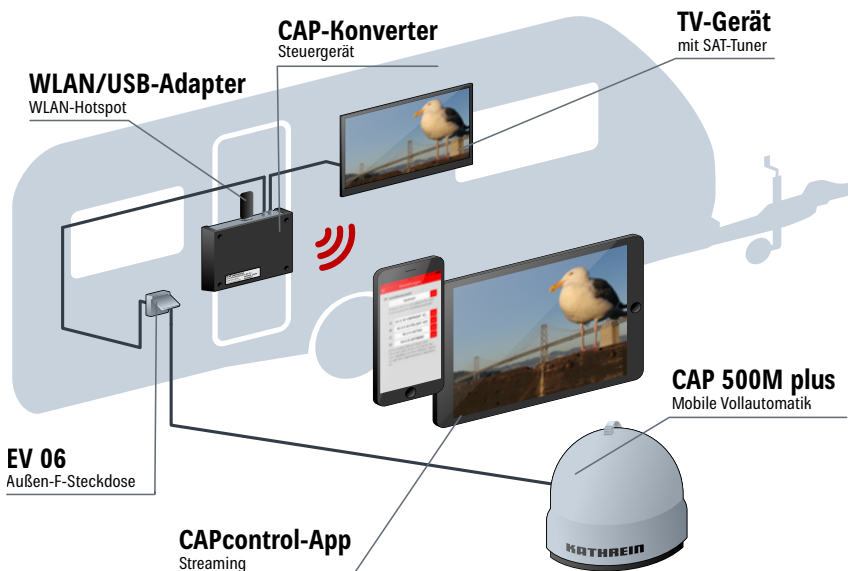 CAP-Konverter
Steuergerät
TV-Gerät
mit SAT-Tuner
WLAN/USB-Adapter
WLAN-Hotspot
CAP 500M plus
Mobile Vollautomatik
EV 06
Außen-F-Steckdose
CAPcontrol-App
Streaming
KATHREIN